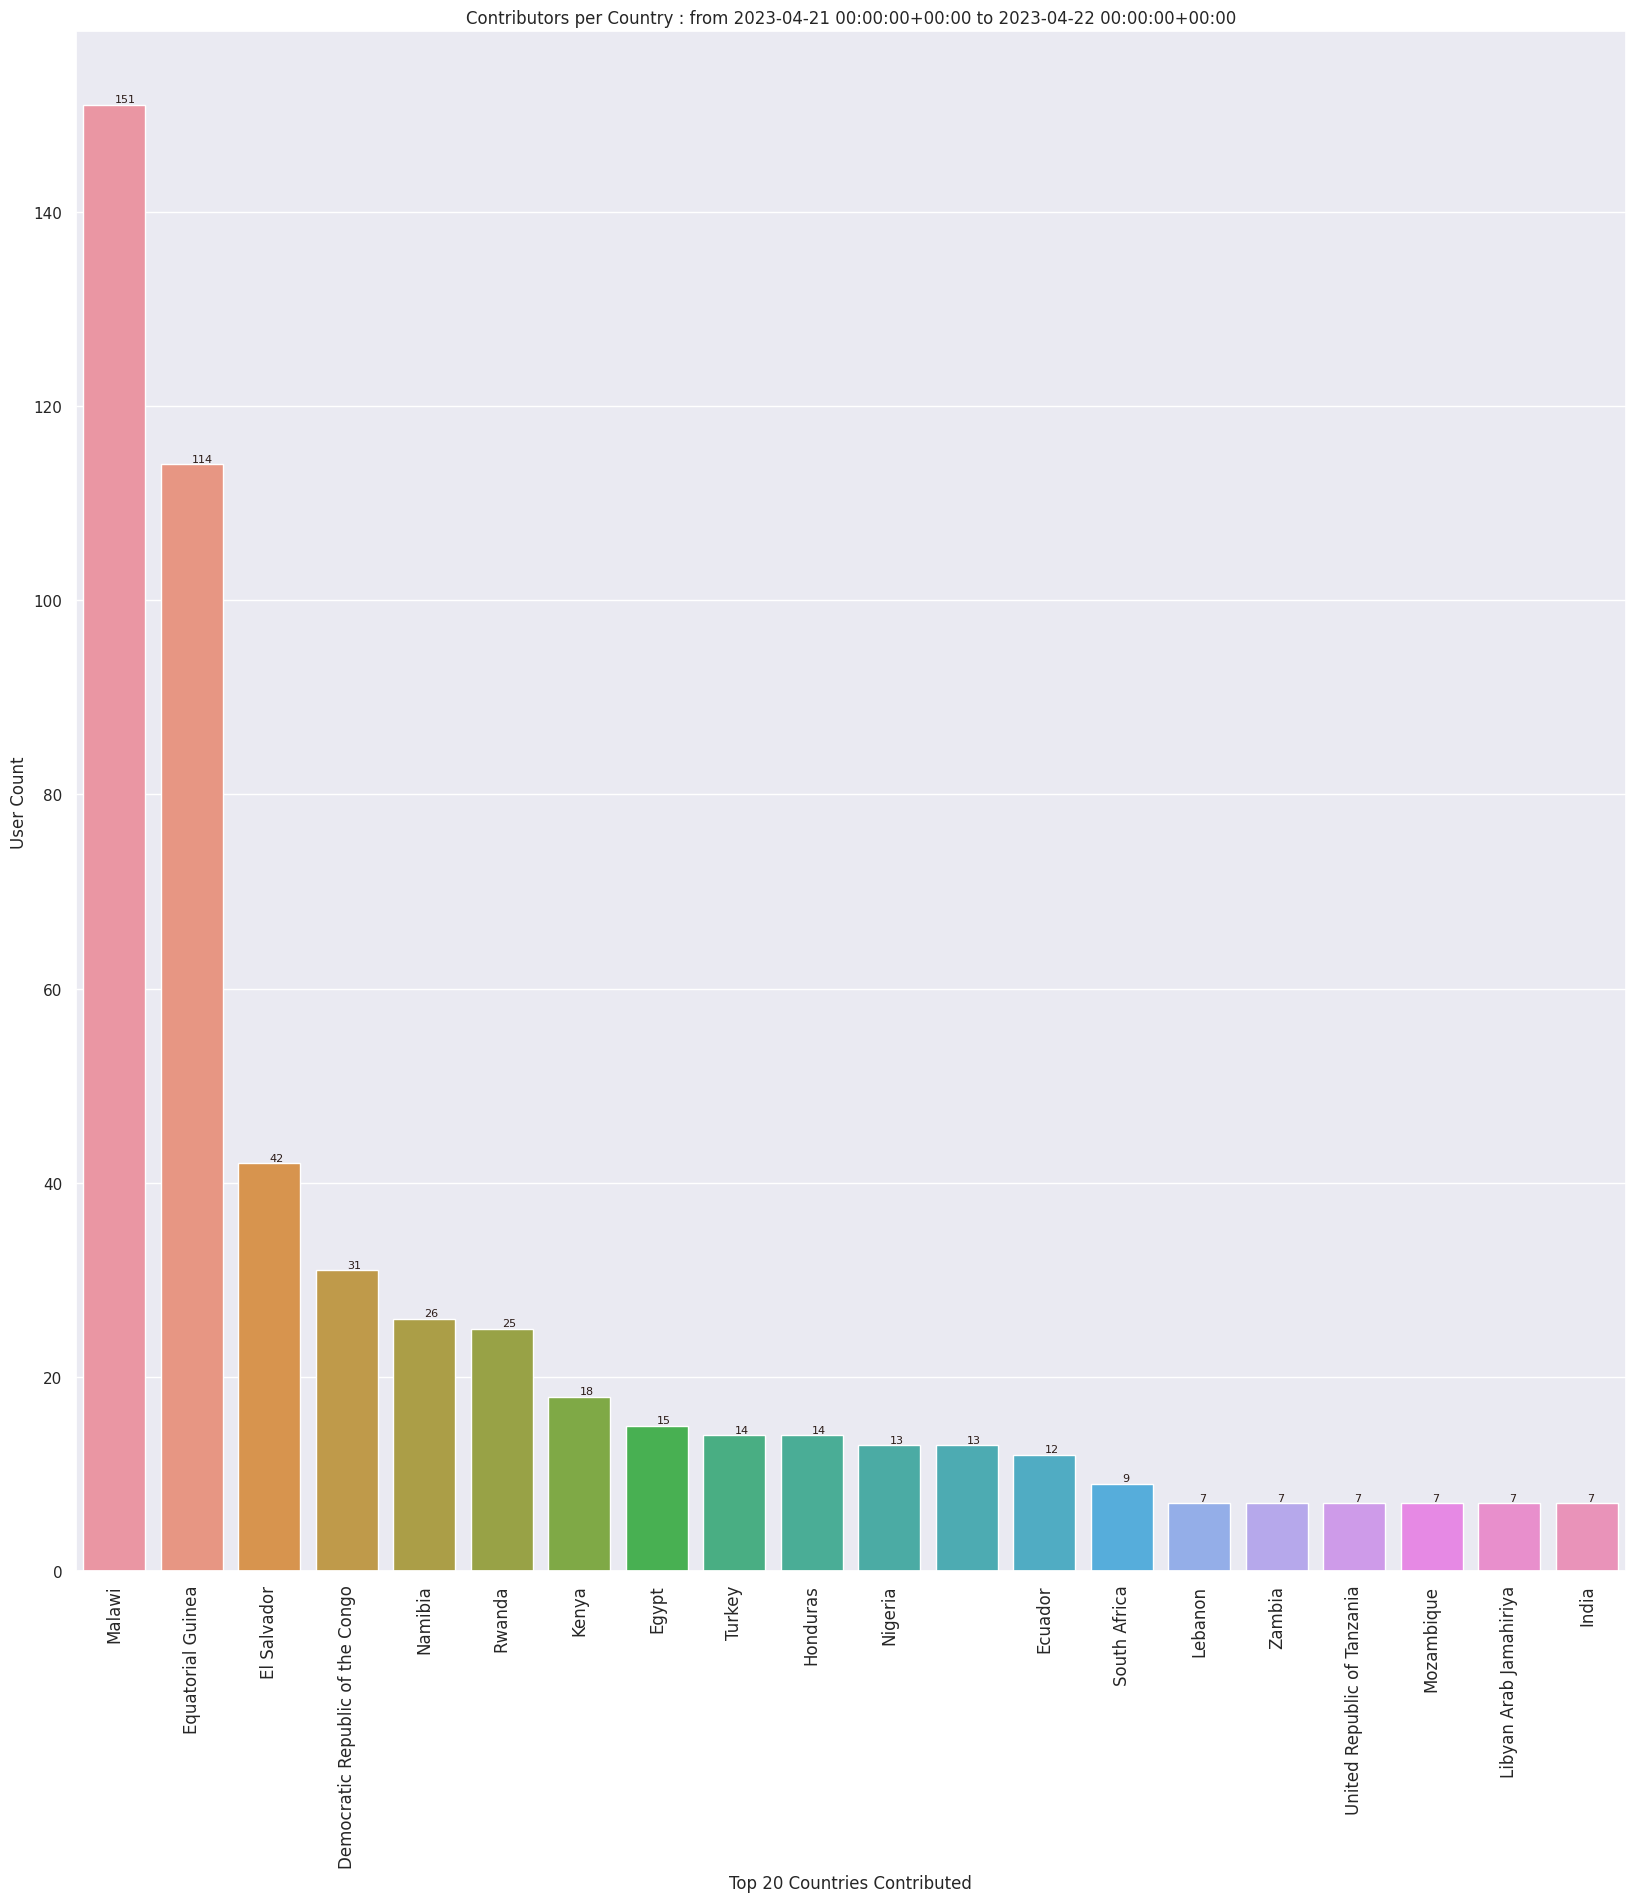 Contributors per Country : from 2023-04-21 00:00:00+00:00 to 2023-04-22 00:00:00+00:00
User Count
140
120
100
80
60
40
20
0
151
114
42
31
26
25
18
15
14
14
13
13
12
9
7
7
7
7
7
7
Malawi
Equatorial Guinea
El Salvador
Democratic Republic of the Congo
Namibia
Rwanda
Kenya
Egypt
Turkey
Honduras
Nigeria
Ecuador
South Africa
Lebanon
Zambia
United Republic of Tanzania
Mozambique
Libyan Arab Jamahiriya
India
Top 20 Countries Contributed